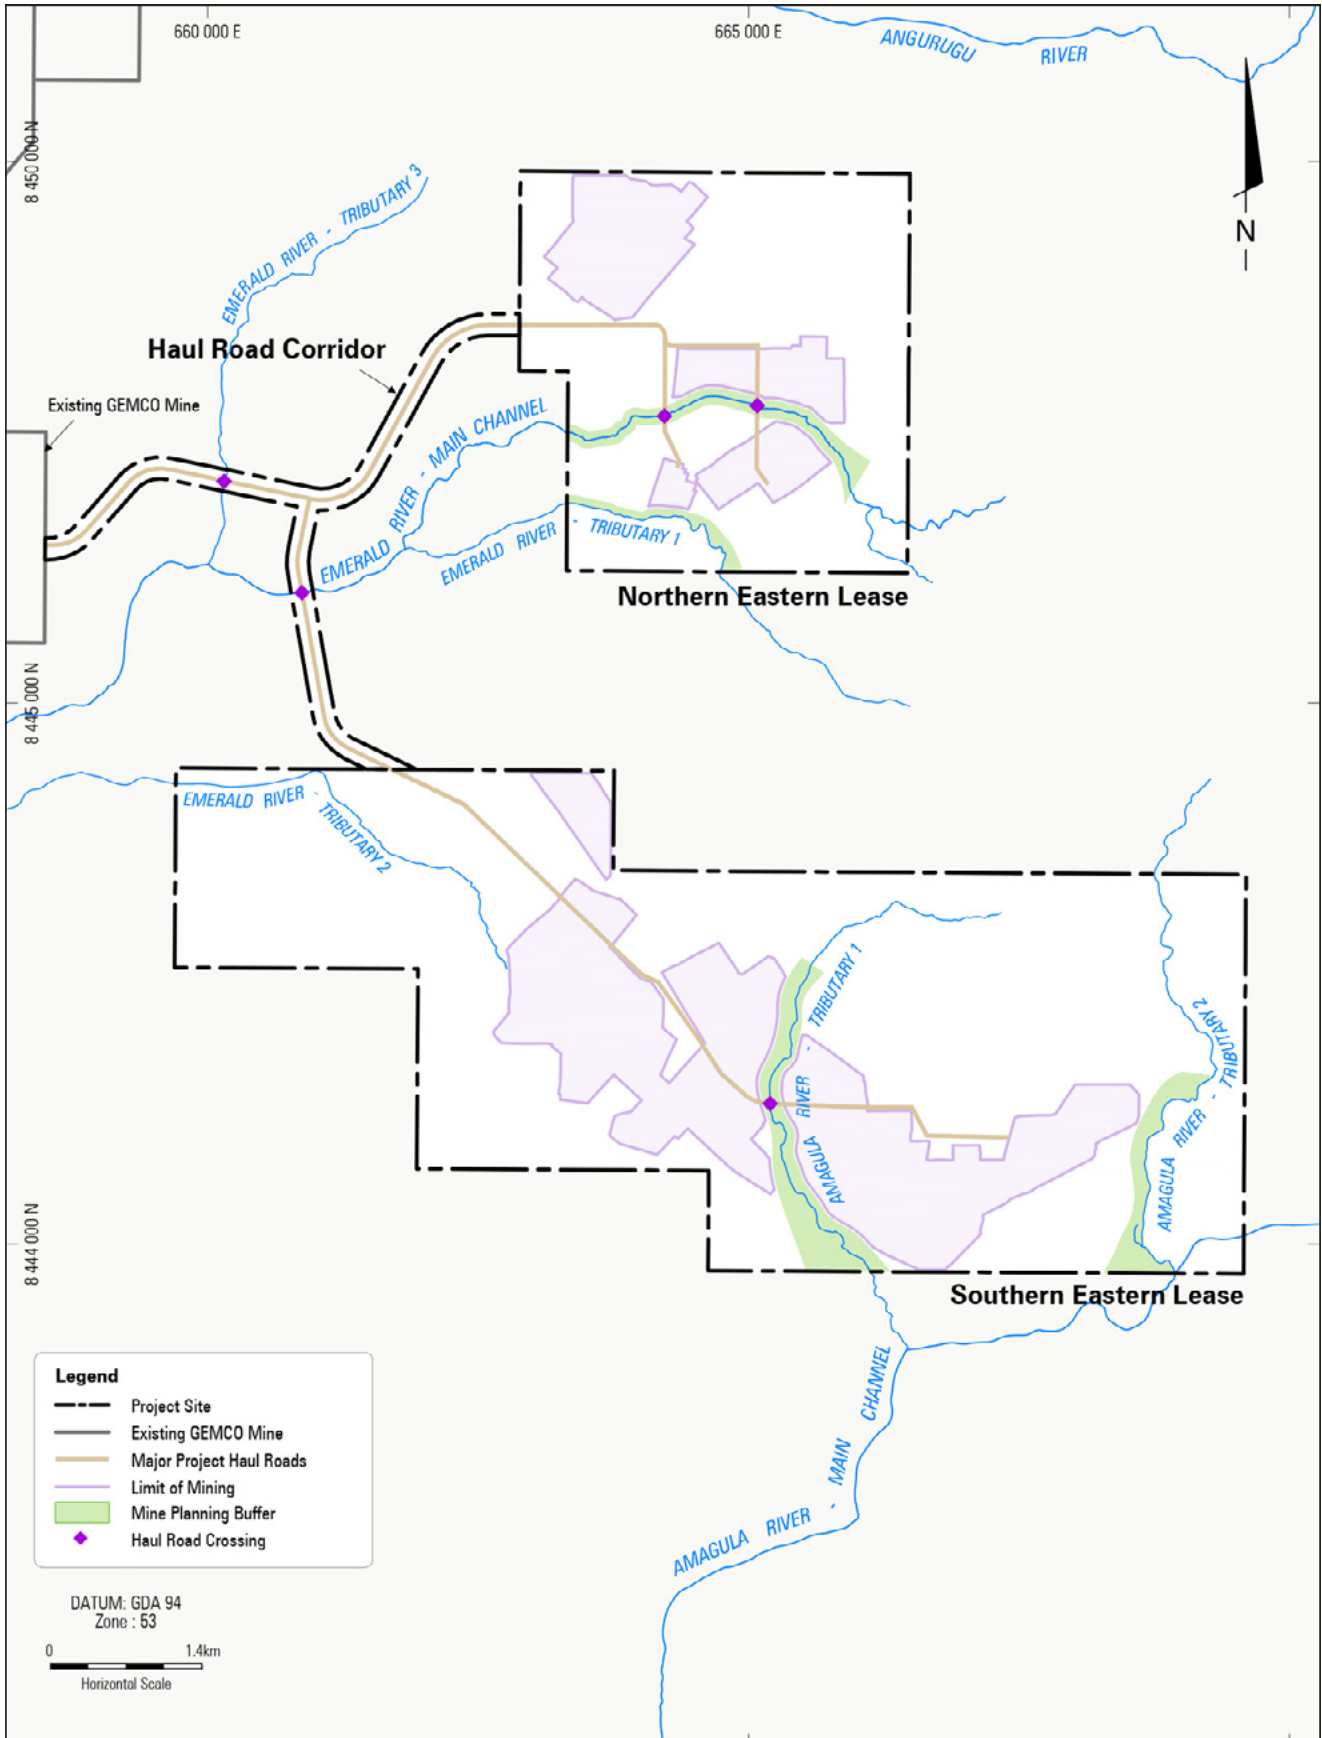 660 000 E
665 000 E
ANGURUGU RIVER
8 450 000 N
N
EMERALD RIVER - TRIBUTARY 3
Haul Road Corridor
Existing GEMCO Mine
EMERALD RIVER - MAIN CHANNEL
EMERALD RIVER - TRIBUTARY 1
Northern Eastern Lease
8 445 000 N
EMERALD RIVER - TRIBUTARY 2
AMAGULA RIVER - TRIBUTARY 1
AMAGULA RIVER - TRIBUTARY 2
8 444 000 N
Southern Eastern Lease
AMAGULA RIVER - MAIN CHANNEL
Legend
Project Site
Existing GEMCO Mine
Major Project Haul Roads
Limit of Mining
Mine Planning Buffer
Haul Road Crossing
DATUM: GDA 94
Zone : 53
0 1.4km
Horizontal Scale